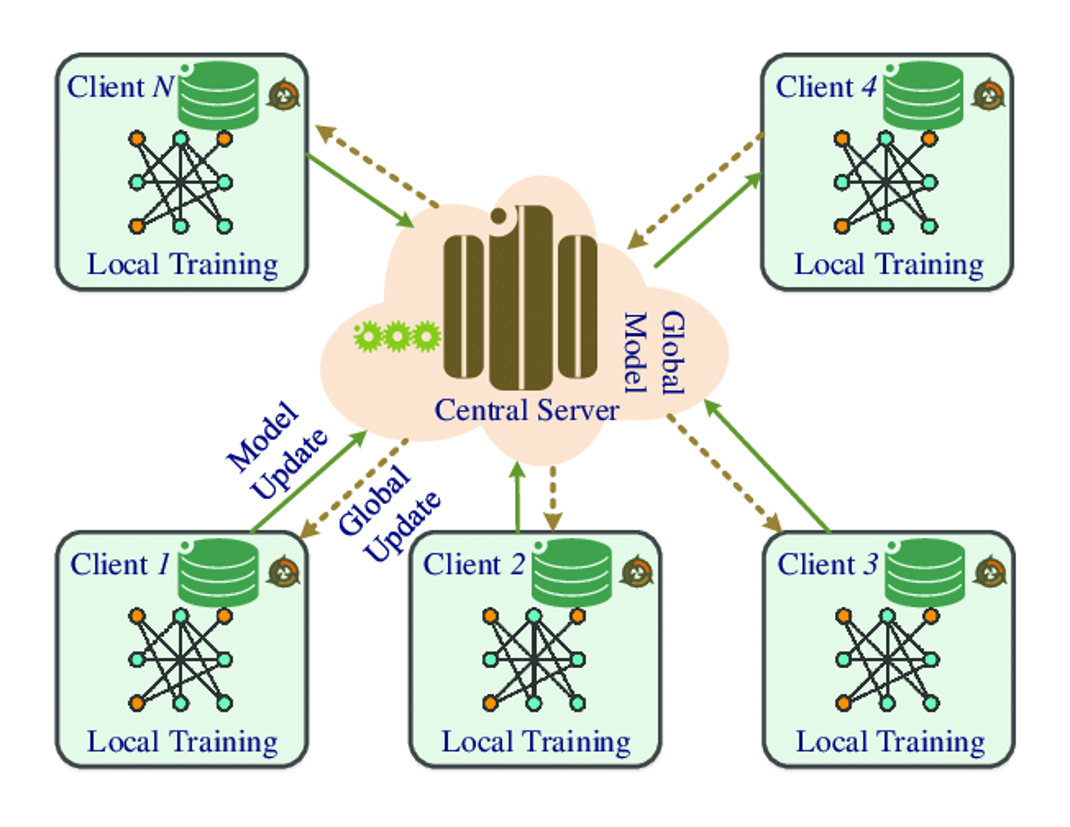 Client N
Local Training
Client 4
Local Training
Global
Model
Central Server
Model
Update
Global
Update
Client 1
Local Training
Client 2
Local Training
Client 3
Local Training